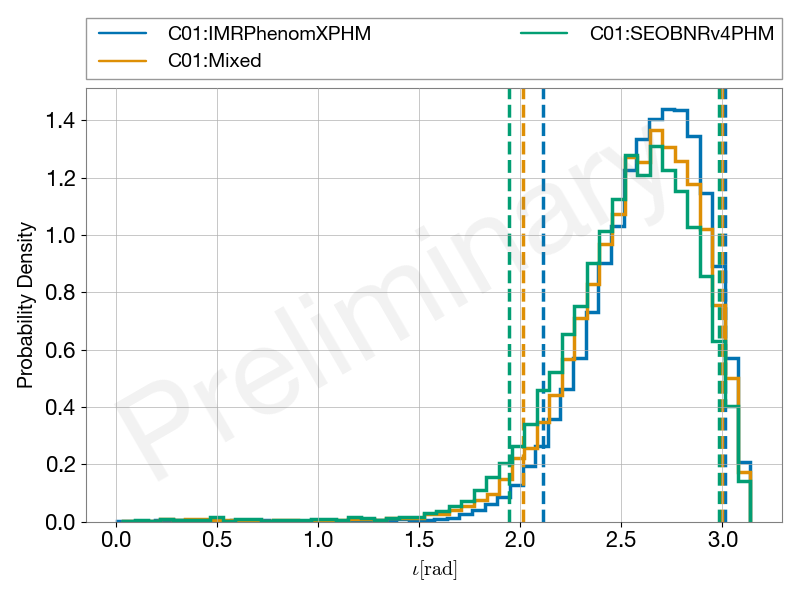 C01:IMRPhenomXPHM
C01:Mixed
C01:SEOBNRv4PHM
Preliminary
Probability Density
1.4
1.2
1.0
0.8
0.6
0.4
0.2
0.0
0.0 0.5 1.0 1.5 2.0 2.5 3.0
ι[rad]